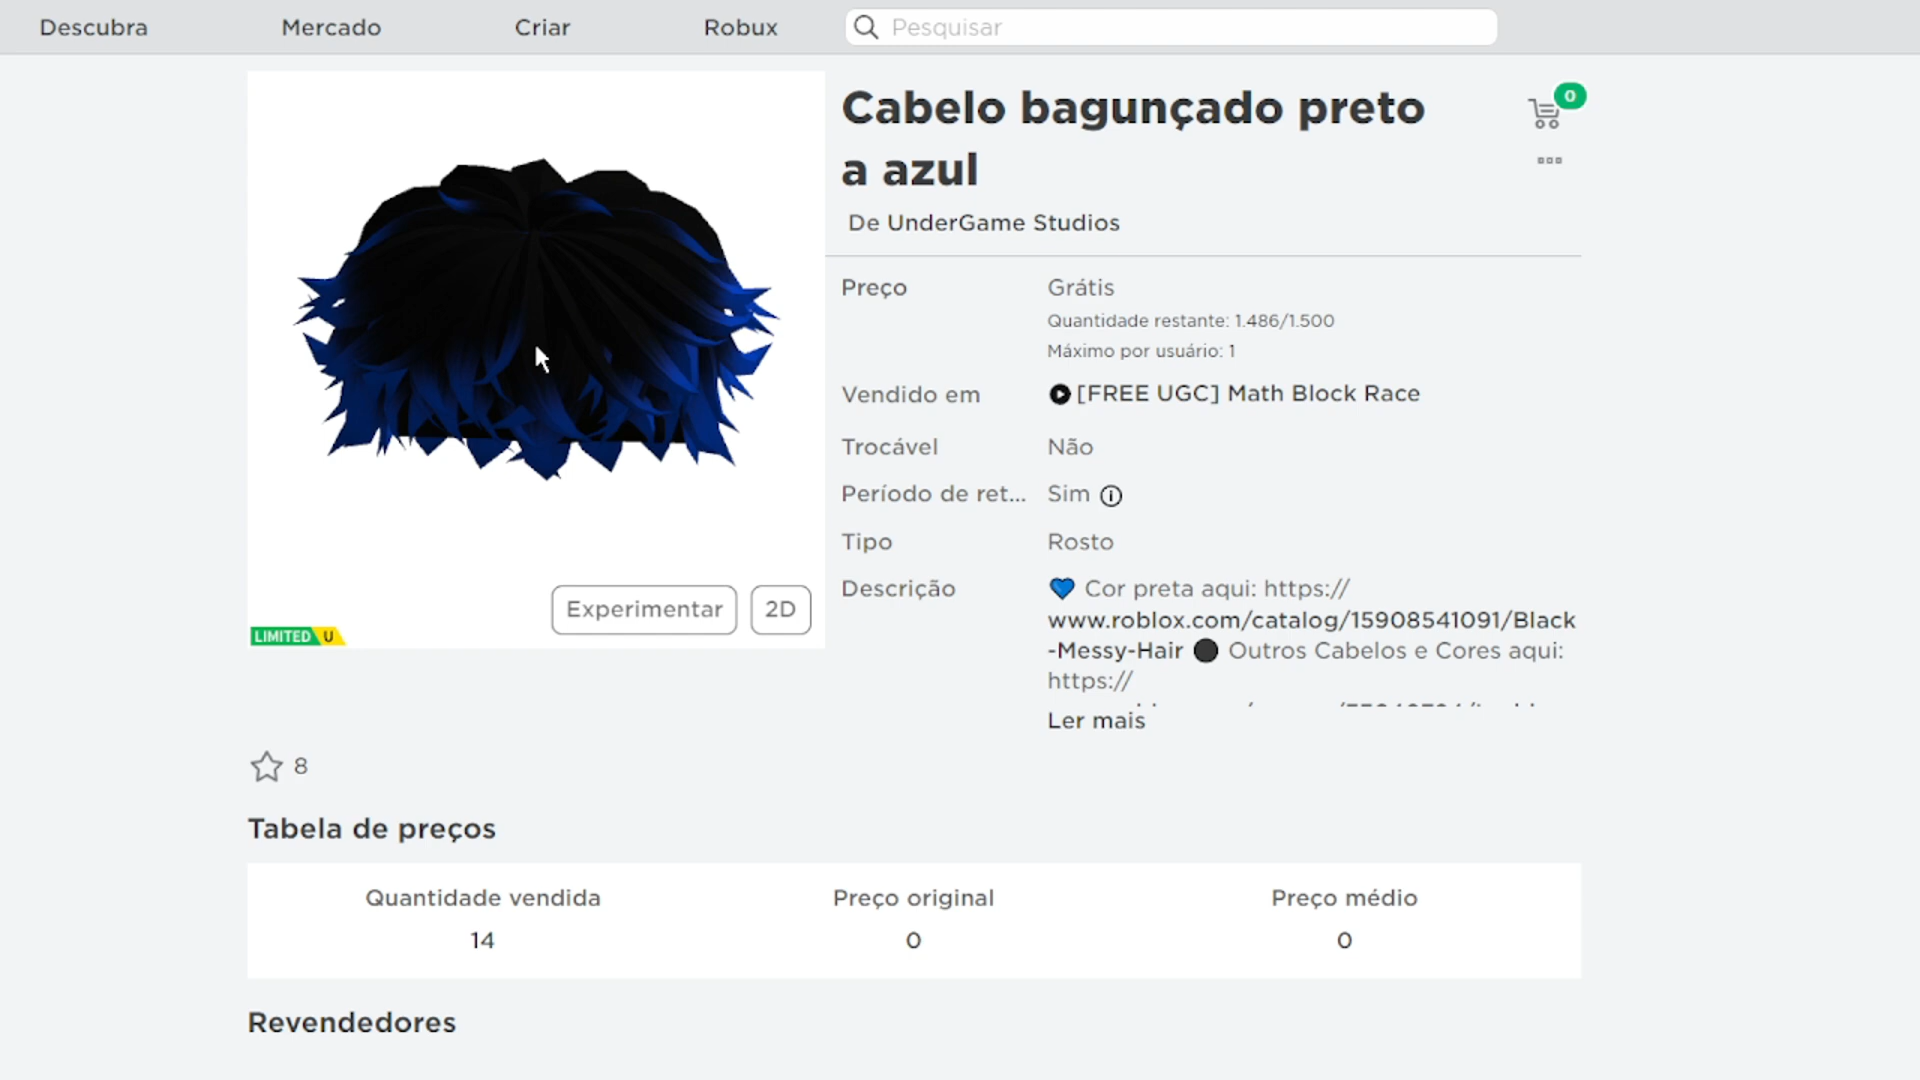 Descubra Mercado Criar Robux Pesquisar
Cabelo bagunçado preto
a azul
0
De UnderGame Studios
Preço Grátis
Quantidade restante: 1.486/1.500
Máximo por usuário: 1
Vendido em [FREE UGC] Math Block Race
Trocável Não
Período de ret... Sim
Tipo Rosto
Descrição 💙 Cor preta aqui: https://
www.roblox.com/catalog/15908541091/Black
-Messy-Hair ⚫ Outros Cabelos e Cores aqui:
https://
Ler mais
Experimentar 2D
LIMITED U
8
Tabela de preços
Quantidade vendida Preço original Preço médio
14 0 0
Revendedores